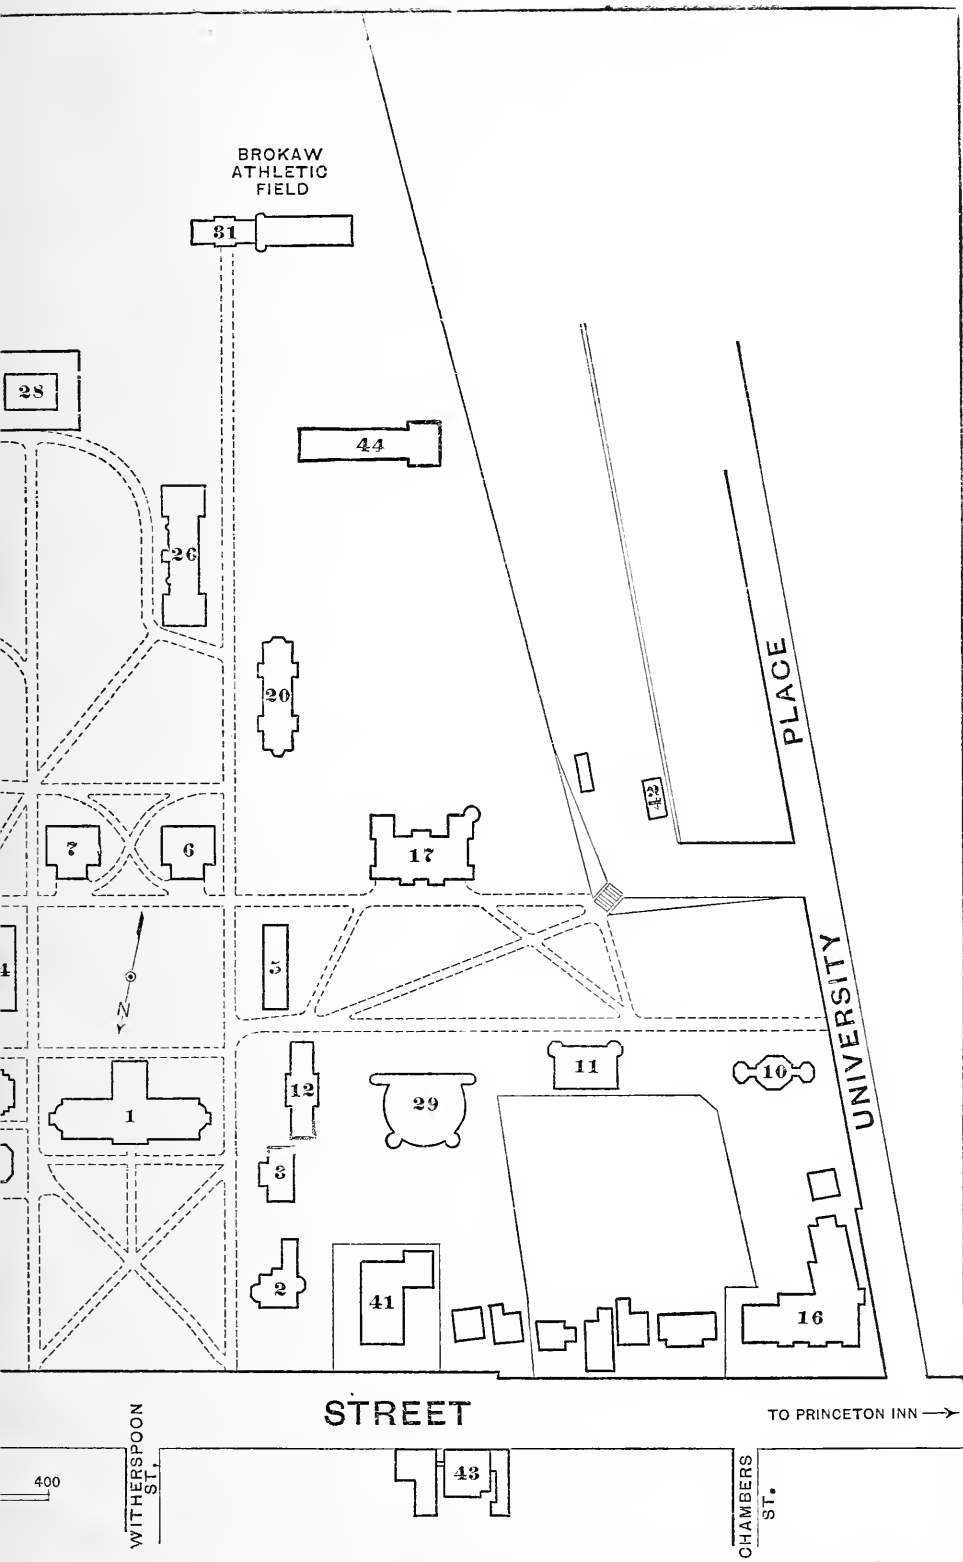 BROKAW
ATHLETIC
FIELD
31
28
44
26
20
42
PLACE
7
6
17
4
5
N
UNIVERSITY
1
12
29
11
10
3
2
41
16
STREET
TO PRINCETON INN
WITHERSPOON
ST.
400
43
CHAMBERS
ST.